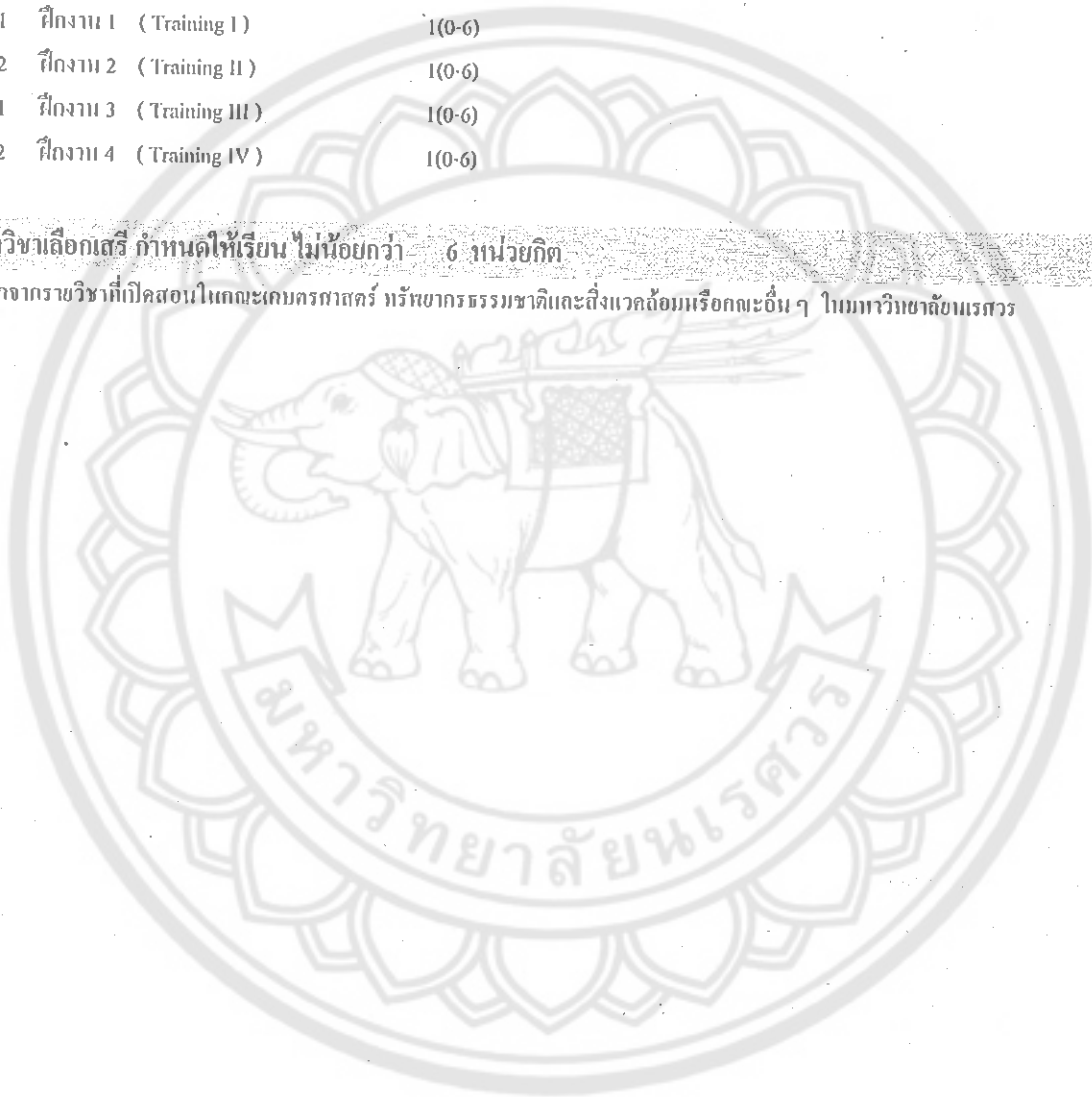 1 ฝึกงาน 1 ( Training I ) 1(0-6)
2 ฝึกงาน 2 ( Training II ) 1(0-6)
1 ฝึกงาน 3 ( Training III ) 1(0-6)
2 ฝึกงาน 4 ( Training IV ) 1(0-6)
วิชาเลือกเสรี กำหนดให้เรียน ไม่น้อยกว่า 6 หน่วยกิต
จากรายวิชาที่เปิดสอนในคณะเกษตรศาสตร์ ทรัพยากรธรรมชาติและสิ่งแวดล้อมหรือคณะอื่น ๆ ในมหาวิทยาลัยนเรศวร
มหาวิทยาลัยนเรศวร